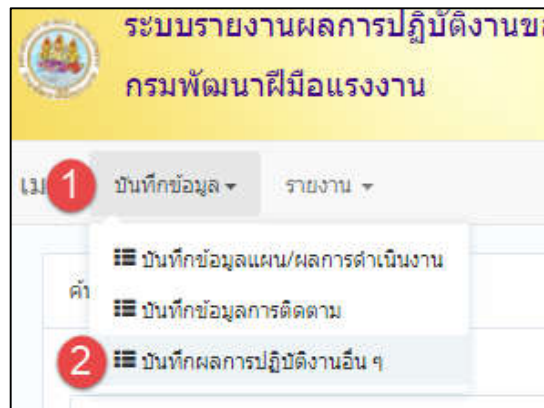 ระบบรายงานผลการปฏิบัติงานขอ
กรมพัฒนาฝีมือแรงงาน
เม 1 บันทึกข้อมูล รายงาน
บันทึกข้อมูลแผน/ผลการดำเนินงาน
ค้น
บันทึกข้อมูลการติดตาม
2 บันทึกผลการปฏิบัติงานอื่น ๆ